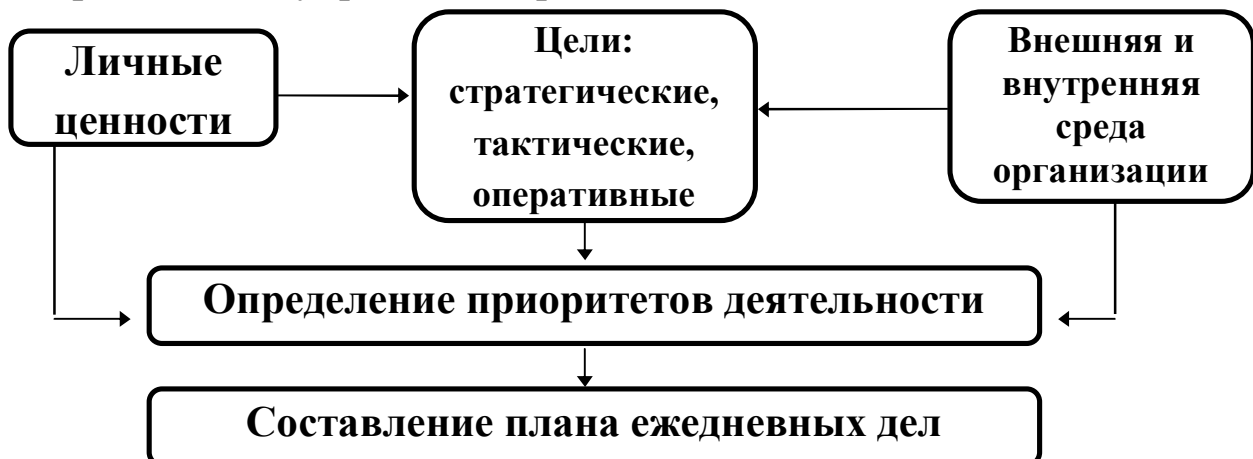 Личные
ценности
Цели:
стратегические,
тактические,
оперативные
Внешняя и
внутренняя
среда
организации
Определение приоритетов деятельности
Составление плана ежедневных дел